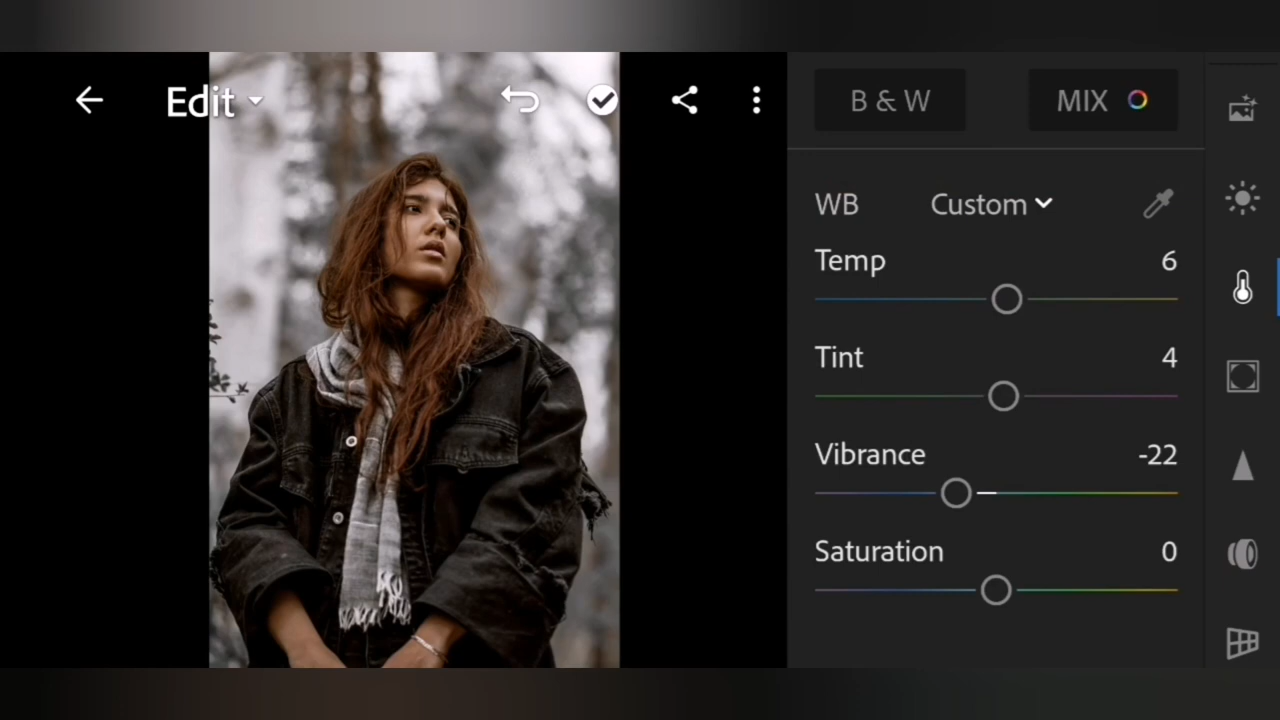 Edit
B & W
MIX
WB
Custom
Temp
6
Tint
4
Vibrance
-22
Saturation
0